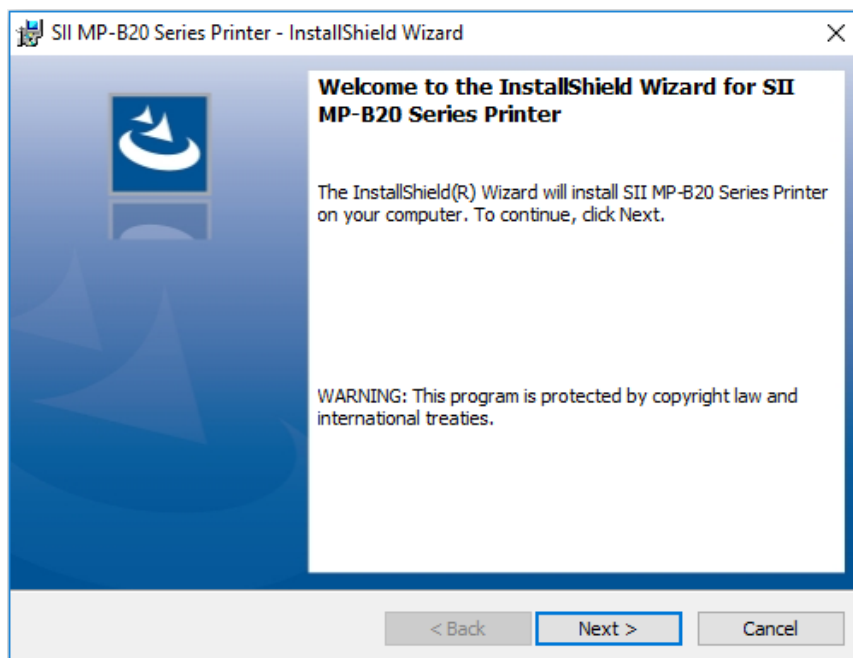 SII MP-B20 Series Printer - InstallShield Wizard
Welcome to the InstallShield Wizard for SII
MP-B20 Series Printer
The InstallShield(R) Wizard will install SII MP-B20 Series Printer
on your computer. To continue, click Next.
WARNING: This program is protected by copyright law and
international treaties.
< Back
Next >
Cancel